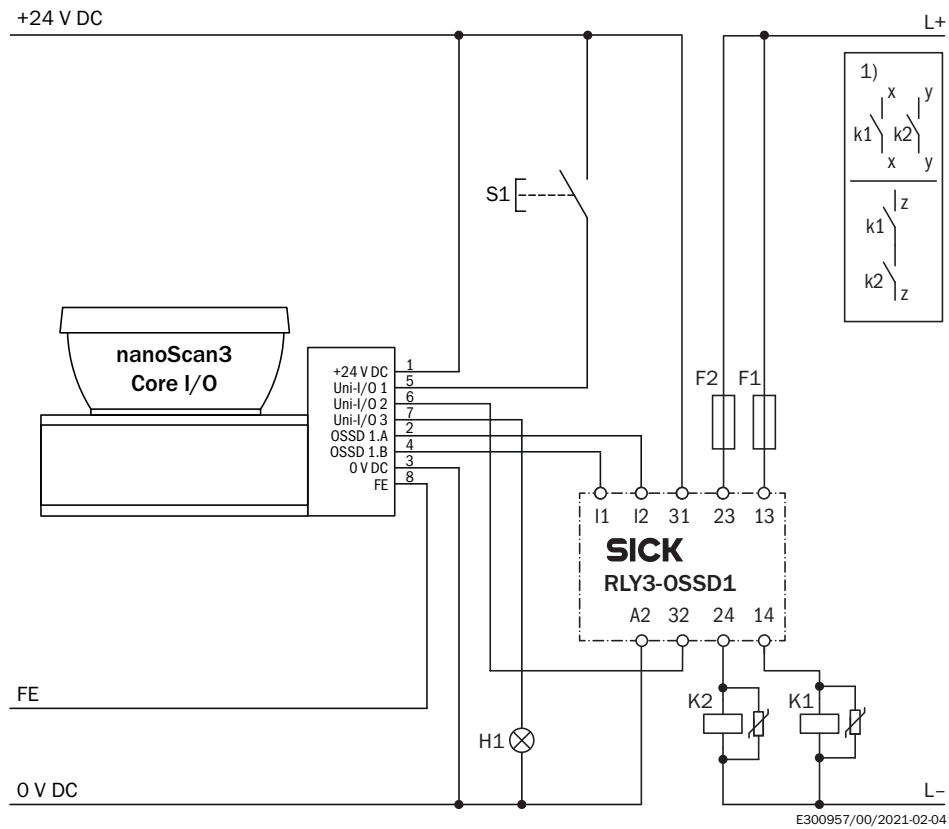 +24 V DC
L+
1)
x y
k1 k2
x y
z
k1
k2
z
S1
nanoScan3
Core I/O
+24 V DC 1
Uni-I/O 1 5
Uni-I/O 2 6
Uni-I/O 3 7
OSSD 1.A 2
OSSD 1.B 4
0 V DC 3
FE 8
F2 F1
I1 I2 31 23 13
SICK
RLY3-OSSD1
A2 32 24 14
FE
K2 K1
H1
0 V DC
L–
E300957/00/2021-02-04